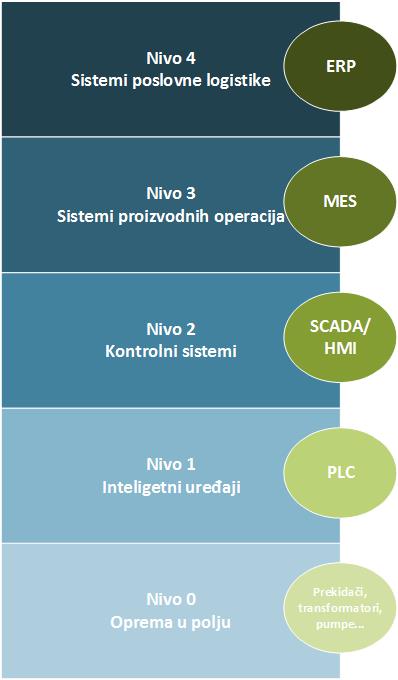 Nivo 4
Sistemi poslovne logistike
ERP
Nivo 3
Sistemi proizvodnih operacija
MES
Nivo 2
Kontrolni sistemi
SCADA/
HMI
Nivo 1
Inteligetni uređaji
PLC
Nivo 0
Oprema u polju
Prekidači,
transformatori,
pumpe...